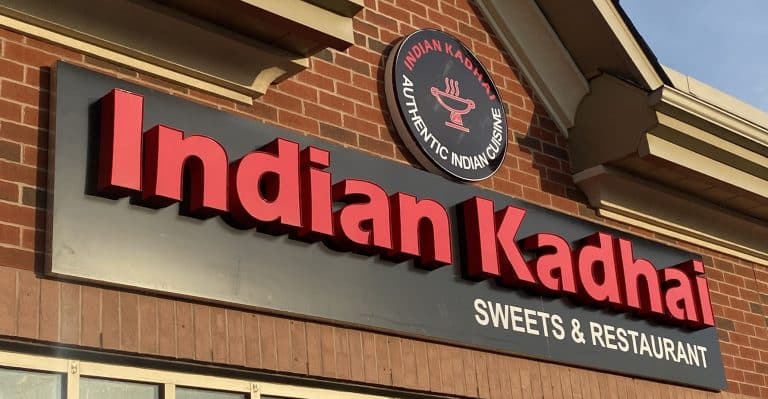 INDIAN KADHAI
AUTHENTIC INDIAN CUISINE
Indian Kadhai
SWEETS & RESTAURANT